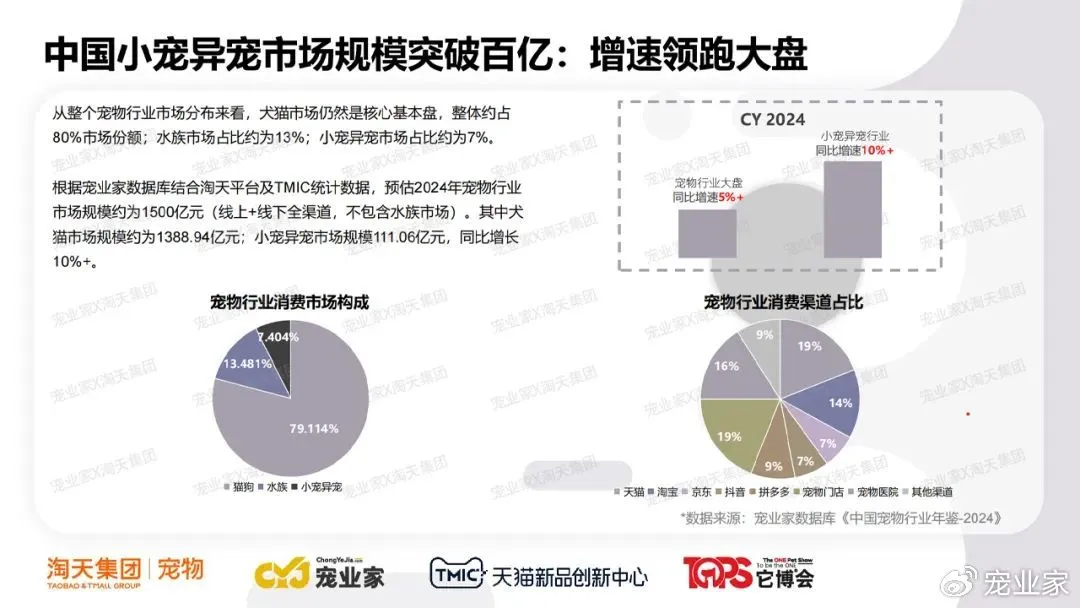 中国小宠异宠市场规模突破百亿：增速领跑大盘
从整个宠物行业市场分布来看，犬猫市场仍然是核心基本盘，整体约占
80%市场份额；水族市场占比约为13%；小宠异宠市场占比约为7%。
根据宠业家数据库结合淘天平台及TMIC统计数据，预估2024年宠物行业
市场规模约为1500亿元（线上+线下全渠道，不包含水族市场）。其中犬
猫市场规模约为1388.94亿元；小宠异宠市场规模111.06亿元，同比增长
10%+。
CY 2024
小宠异宠行业
同比增速10%+
宠物行业大盘
同比增速5%+
宠物行业消费市场构成
7.404%
13.481%
79.114%
猫狗 水族 小宠异宠
宠物行业消费渠道占比
9%
19%
16%
14%
19%
7%
9%
7%
天猫 淘宝 京东 抖音 拼多多 宠物门店 宠物医院 其他渠道
*数据来源：宠业家数据库《中国宠物行业年鉴-2024》
淘天集团 宠物
TAOBAO &TMALL GROUP
CYJ
ChongYeJia.com
宠业家
TMIC 天猫新品创新中心
TOPS
The ONE Pet Show
To be the ONE
它博会
宠业家
宠业家X淘天集团